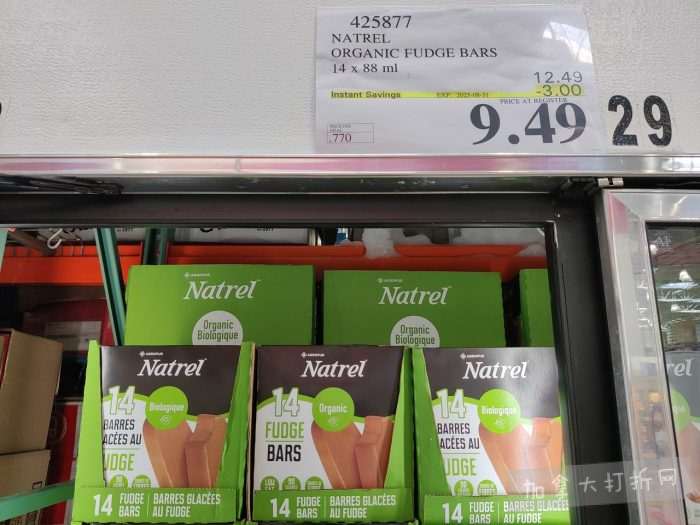 425877
NATREL
ORGANIC FUDGE BARS
14 x 88 ml
12.49
Instant Savings
-3.00
PRICE AT REGISTER
9.49
.770
29
Natrel
Organic
Biologique
Natrel
Organic
Biologique
Natrel
14
Biologique
BARRES
GLACÉES AU
FUDGE
14 FUDGE BARS
BARRES GLACÉES AU FUDGE
Natrel
14
Organic
FUDGE
BARS
14 FUDGE BARS
BARRES GLACÉES AU FUDGE
Natrel
14
Biologique
BARRES
GLACÉES AU
FUDGE
14 FUDGE BARS
BARRES GLACÉES AU FUDGE
加拿大打折网